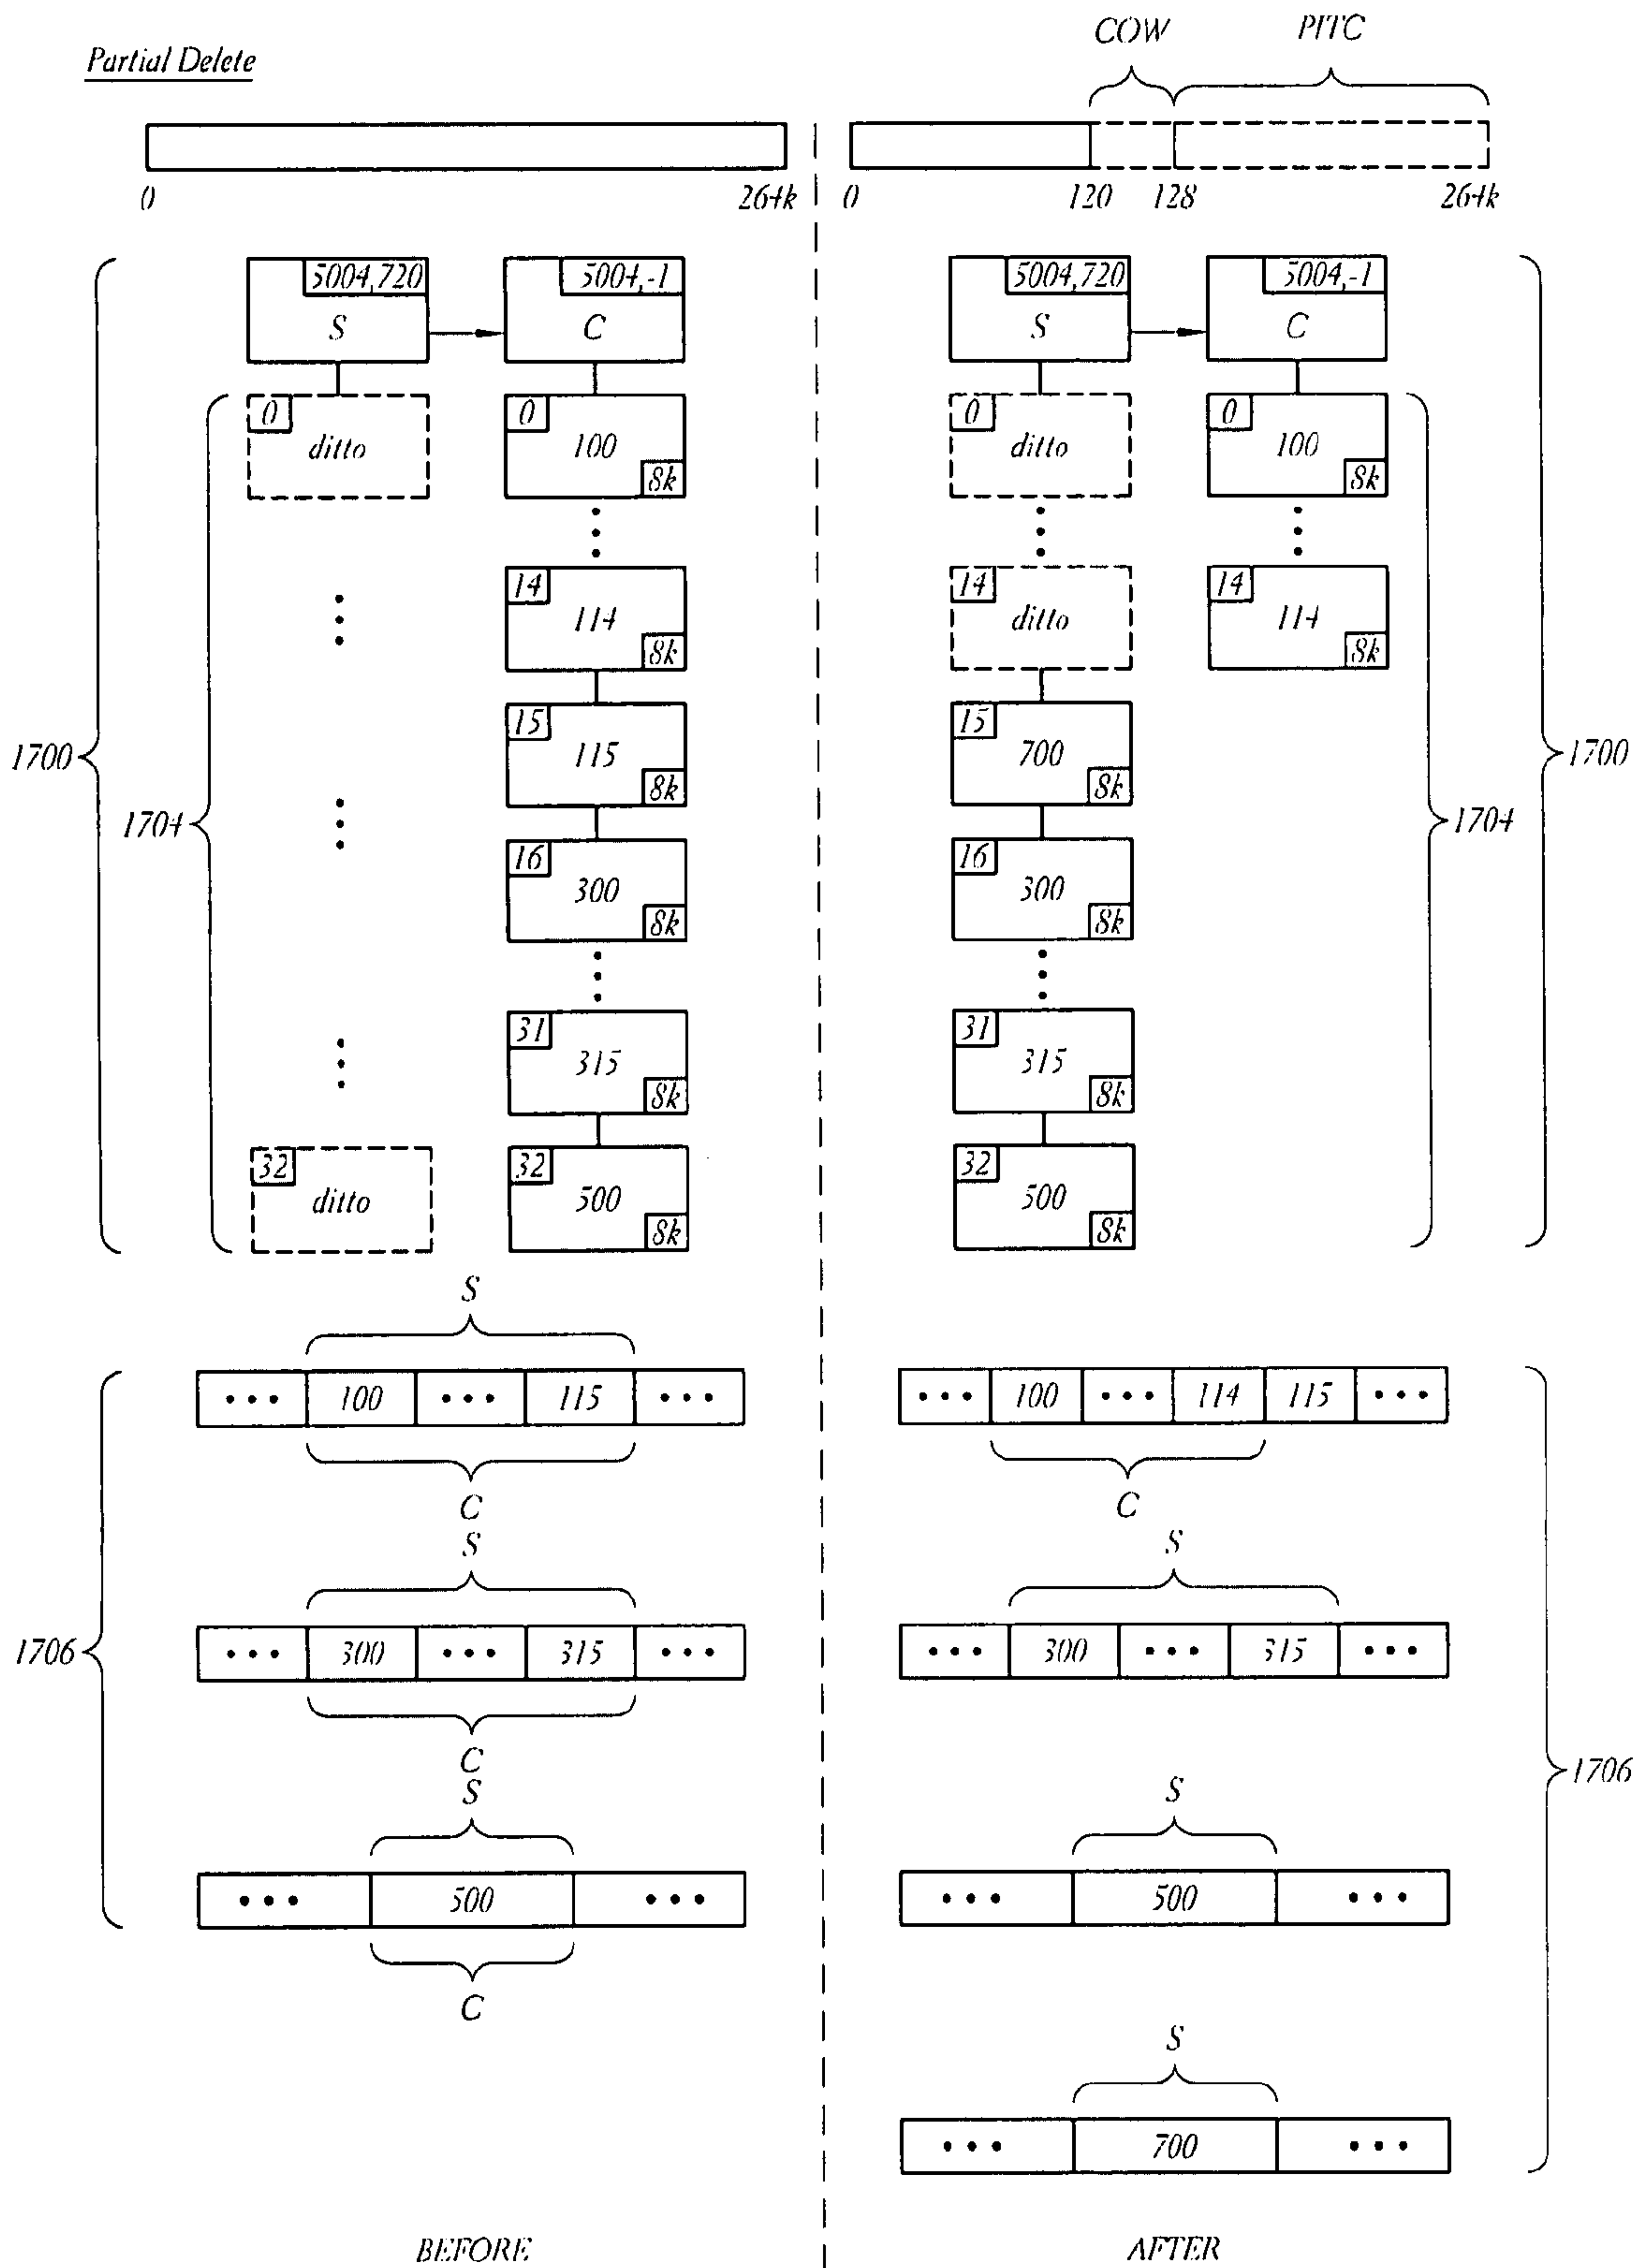 Partial Delete
COW PITC
0 264k 0 120 128 264k
5004,720 5004,-1 5004,720 5004,-1
S C S C
0 0 0 0
ditto 100 ditto 100
8k 8k
14 14 14
114 ditto 114
8k 8k
15 15
115 700
8k 8k
1700 1700
1704 1704
16 16
300 300
8k 8k
31 31
315 315
8k 8k
32 32 32
ditto 500 500
8k 8k
S
100 115 100 114 115
C C
S S
300 315 300 315
1706
C
1706
S S
500 500
C
S
700
BEFORE AFTER